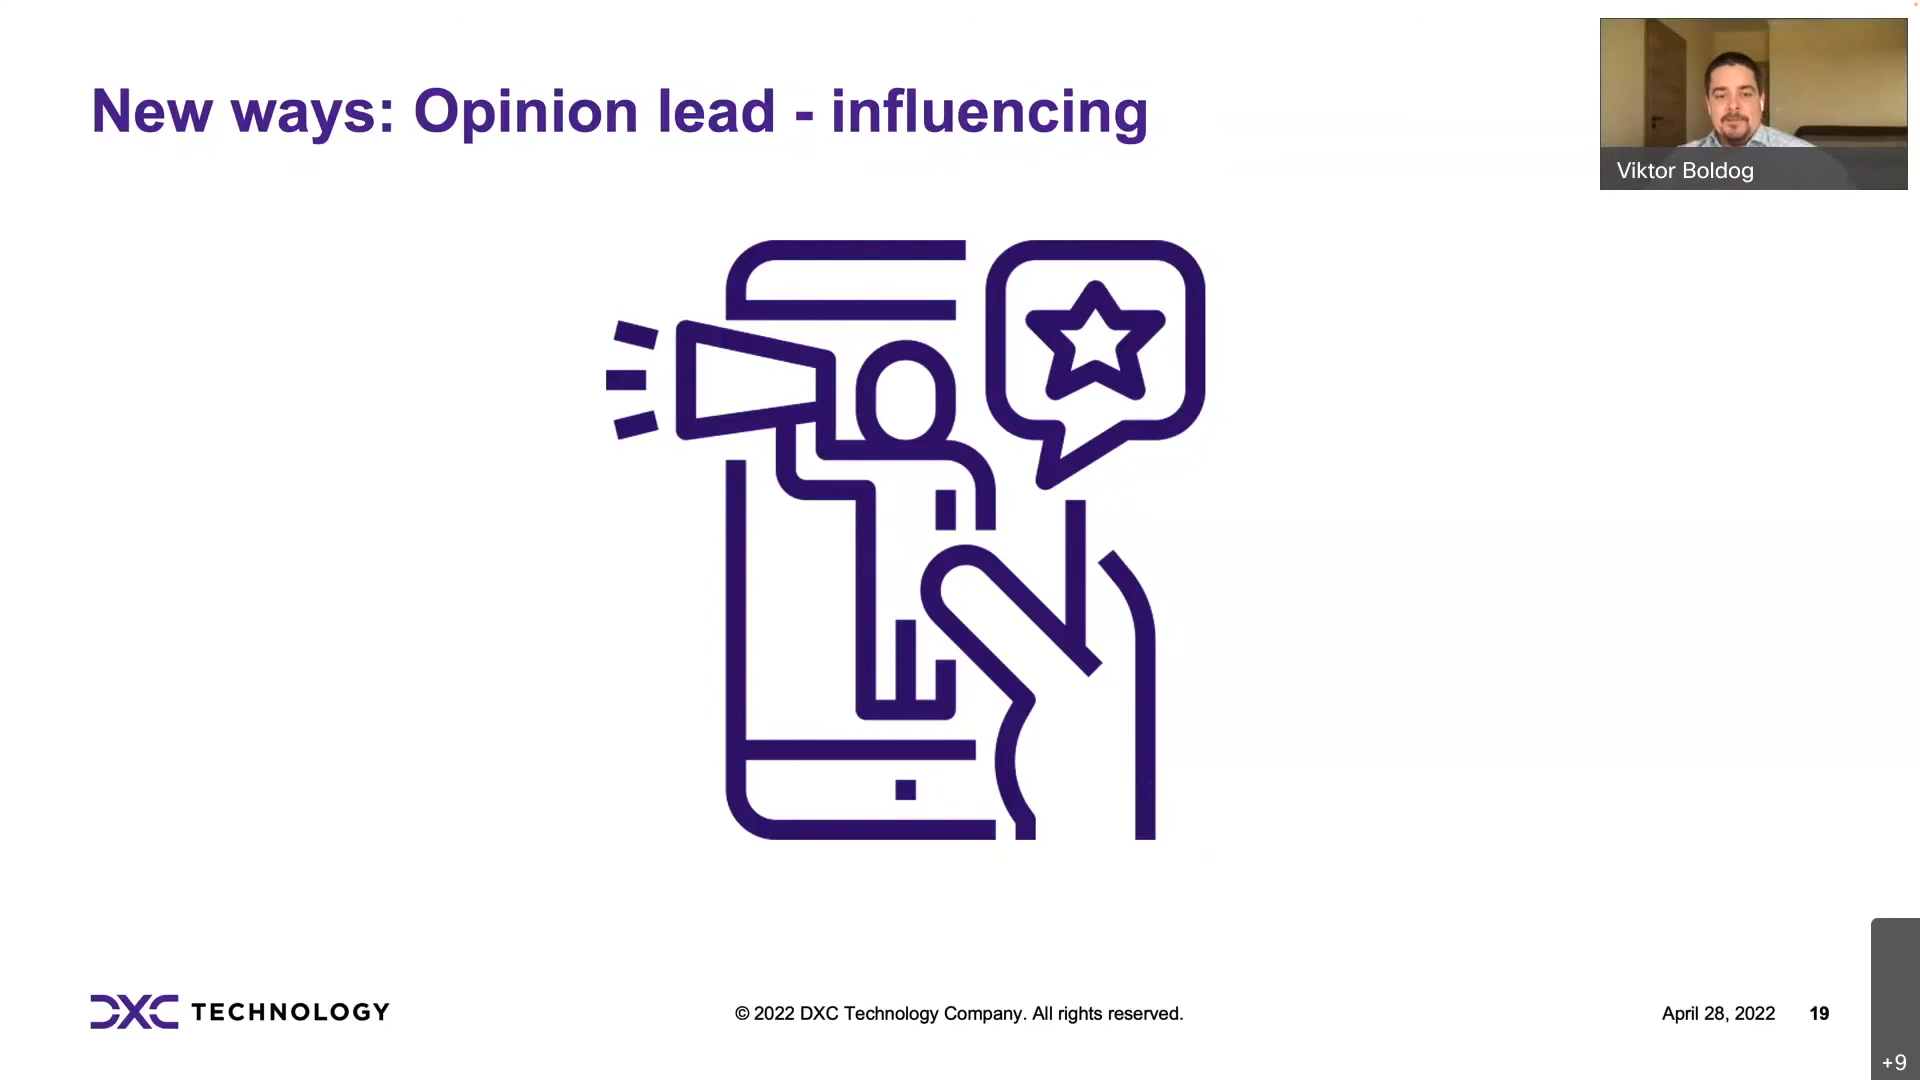 New ways: Opinion lead - influencing
Viktor Boldog
DXC TECHNOLOGY
© 2022 DXC Technology Company. All rights reserved.
April 28, 2022 19
+9